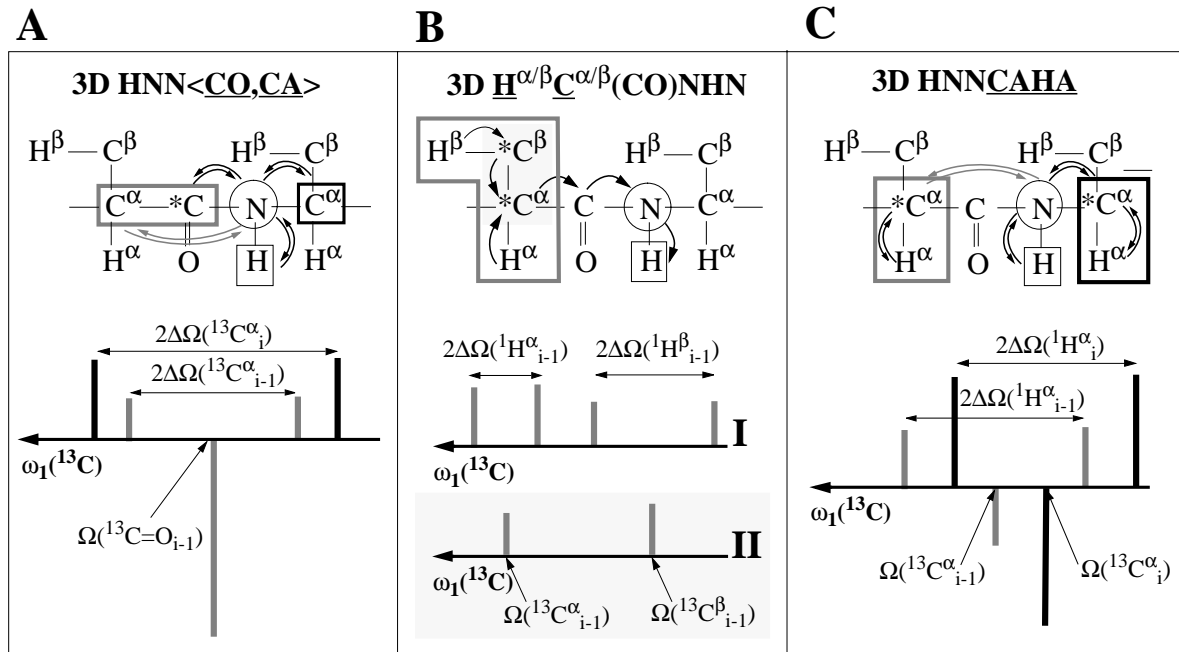 A
3D HNN<CO,CA>
Hβ Cβ Hβ Cβ
Cα *C N Cα
Hα O H Hα
2ΔΩ(¹³Cαi)
2ΔΩ(¹³Cαi-1)
ω₁(¹³C)
Ω(¹³C=Oi-1)
B
3D Hα/βCα/β(CO)NHN
Hβ *Cβ Hβ Cβ
*Cα C N Cα
Hα O H Hα
2ΔΩ(¹Hαi-1) 2ΔΩ(¹Hβi-1)
I
ω₁(¹³C)
II
ω₁(¹³C)
Ω(¹³Cαi-1) Ω(¹³Cβi-1)
C
3D HNNCAHA
Hβ Cβ
*Cα C N *Cα
Hα O H Hα
2ΔΩ(¹Hαi)
2ΔΩ(¹Hαi-1)
ω₁(¹³C)
Ω(¹³Cαi-1) Ω(¹³Cαi)